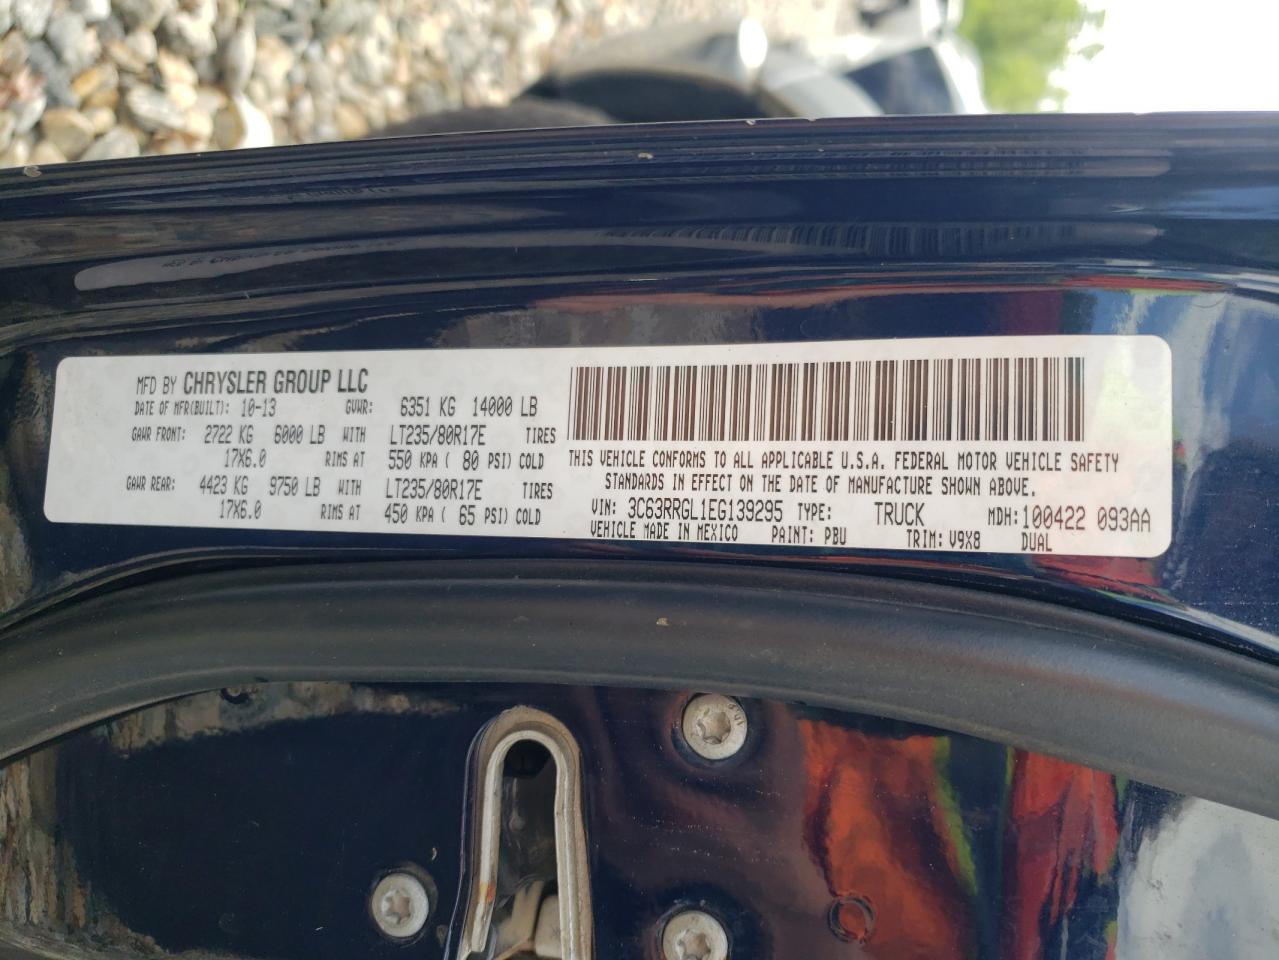 MFD BY CHRYSLER GROUP LLC
DATE OF MFR(BUILT): 10-13 GVWR: 6351 KG 14000 LB
GAWR FRONT: 2722 KG 6000 LB WITH LT235/80R17E TIRES
17X6.0 RIMS AT 550 KPA ( 80 PSI) COLD
GAWR REAR: 4423 KG 9750 LB WITH LT235/80R17E TIRES
17X6.0 RIMS AT 450 KPA ( 65 PSI) COLD
THIS VEHICLE CONFORMS TO ALL APPLICABLE U.S.A. FEDERAL MOTOR VEHICLE SAFETY
STANDARDS IN EFFECT ON THE DATE OF MANUFACTURE SHOWN ABOVE.
VIN: 3C63RRGL1EG139295 TYPE: TRUCK MDH: 100422 093AA
VEHICLE MADE IN MEXICO PAINT: PBU TRIM: V9X8 DUAL